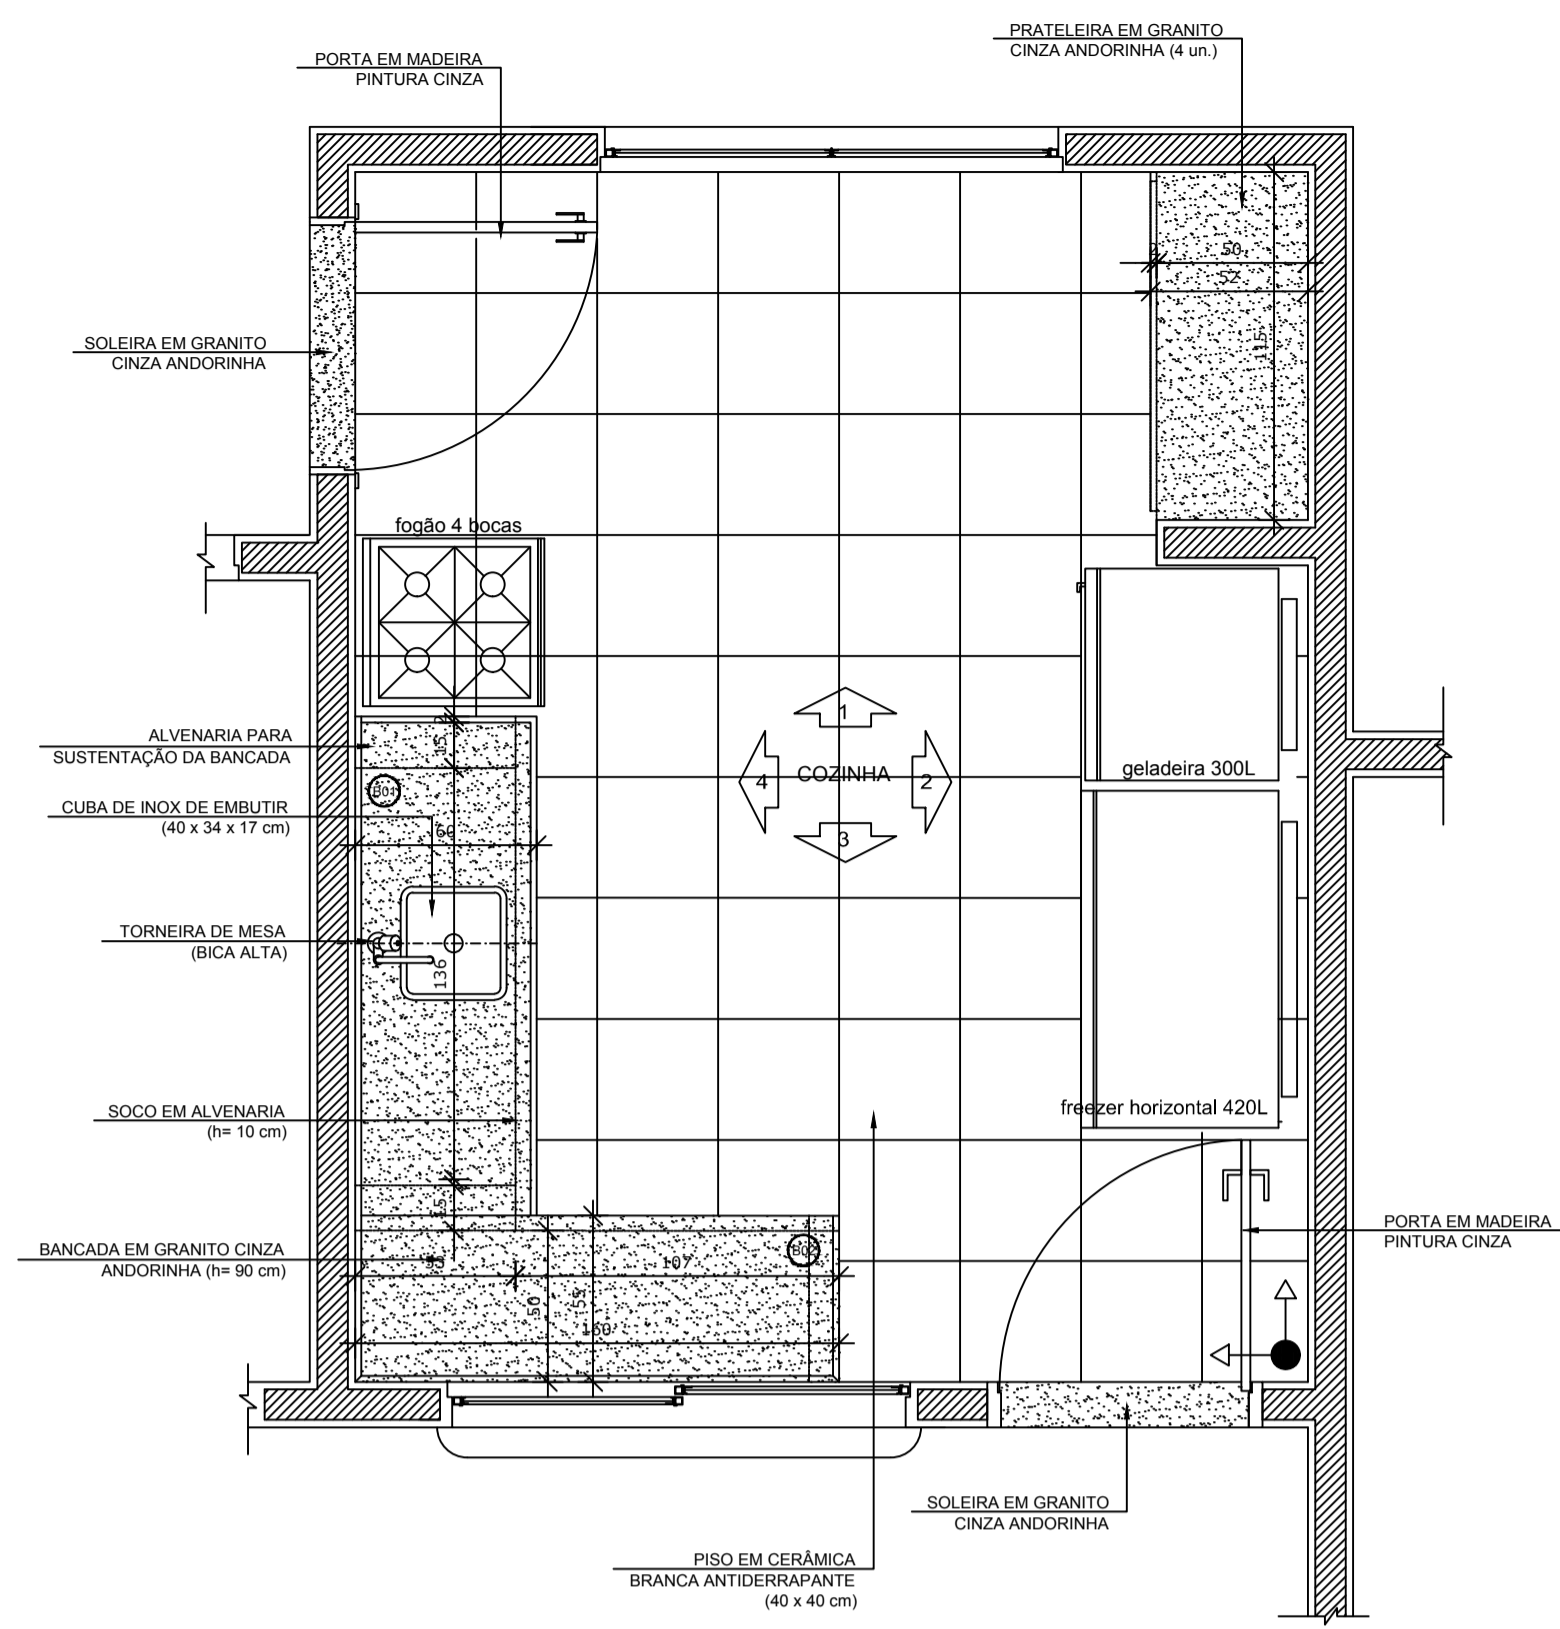 PRATELEIRA EM GRANITO
CINZA ANDORINHA (4 un.)
PORTA EM MADEIRA
PINTURA CINZA
2
50
52
115
SOLEIRA EM GRANITO
CINZA ANDORINHA
fogão 4 bocas
1
4
COZINHA
2
3
geladeira 300L
2
15
ALVENARIA PARA
SUSTENTAÇÃO DA BANCADA
B01
CUBA DE INOX DE EMBUTIR
(40 x 34 x 17 cm)
60
TORNEIRA DE MESA
(BICA ALTA)
136
freezer horizontal 420L
SOCO EM ALVENARIA
(h= 10 cm)
15
PORTA EM MADEIRA
PINTURA CINZA
BANCADA EM GRANITO CINZA
ANDORINHA (h= 90 cm)
53
107
B02
50
55
160
SOLEIRA EM GRANITO
CINZA ANDORINHA
PISO EM CERÂMICA
BRANCA ANTIDERRAPANTE
(40 x 40 cm)